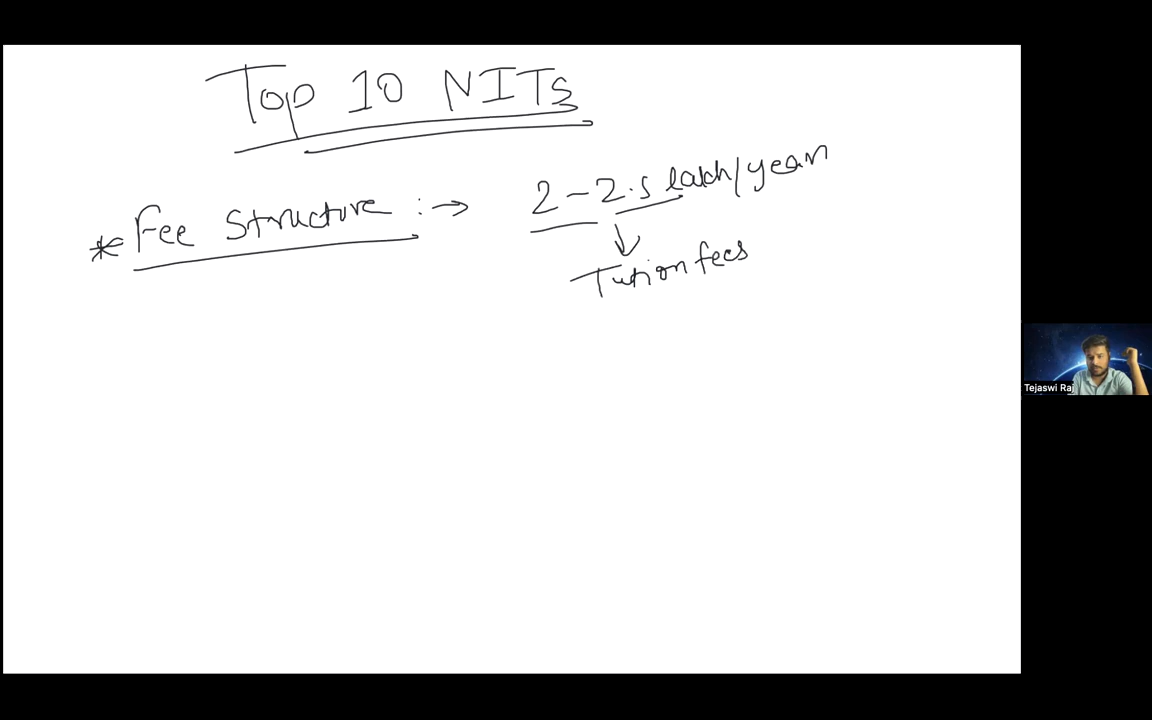 Top 10 NITs
* Fee Structure :→ 2-2.5 lakh/year
↓
Tution fees
Tejaswi Raj